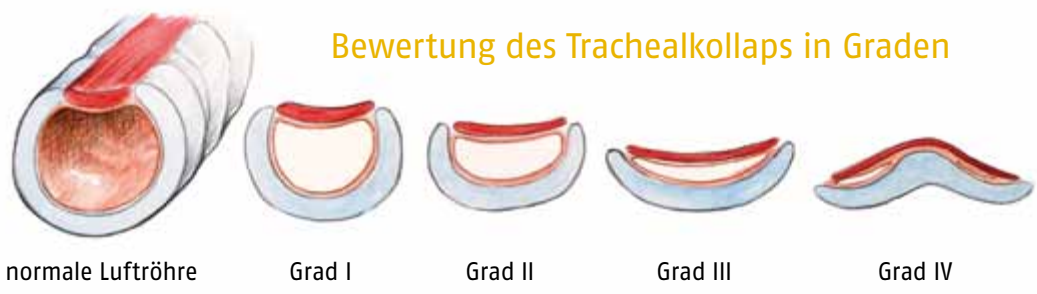 Bewertung des Trachealkollaps in Graden
normale Luftröhre
Grad I
Grad II
Grad III
Grad IV